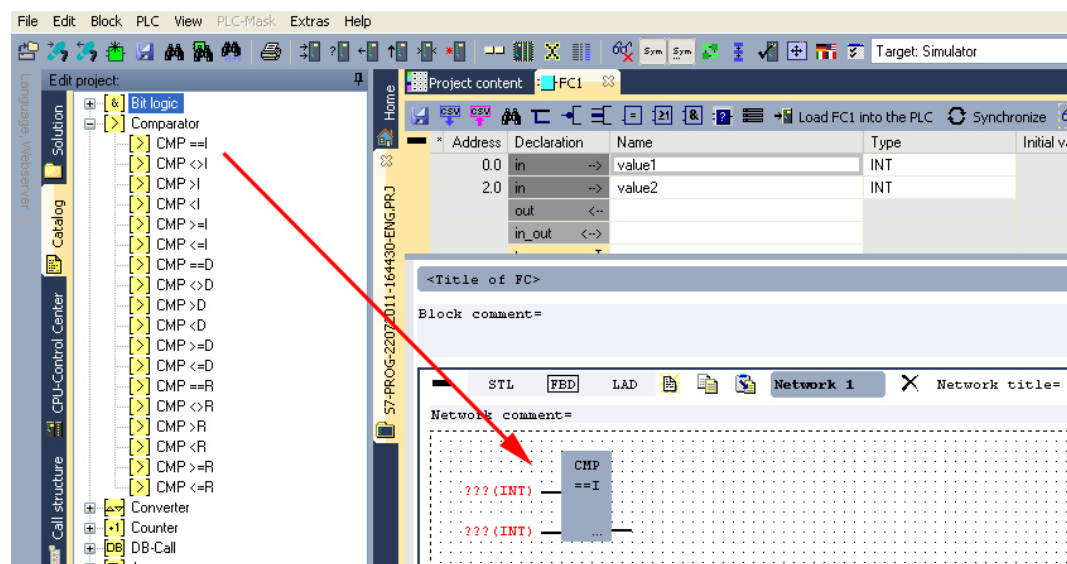 File Edit Block PLC View PLC-Mask Extras Help
Target: Simulator
Language, Webserver
Solution
Catalog
CPU-Control Center
Call structure
Edit project:
Bit logic
Comparator
CMP ==I
CMP <>I
CMP >I
CMP <I
CMP >=I
CMP <=I
CMP ==D
CMP <>D
CMP >D
CMP <D
CMP >=D
CMP <=D
CMP ==R
CMP <>R
CMP >R
CMP <R
CMP >=R
CMP <=R
Converter
Counter
DB-Call
Home
S7-PROG-22072011-164430-ENG.PRJ
Project content FC1
Load FC1 into the PLC Synchronize
* Address Declaration Name Type Initial
0.0 in --> value1 INT
2.0 in --> value2 INT
out <--
in_out <-->
<Title of FC>
Block comment=
STL FBD LAD Network 1 Network title=
Network comment=
CMP
==I
???(INT)
???(INT)
...